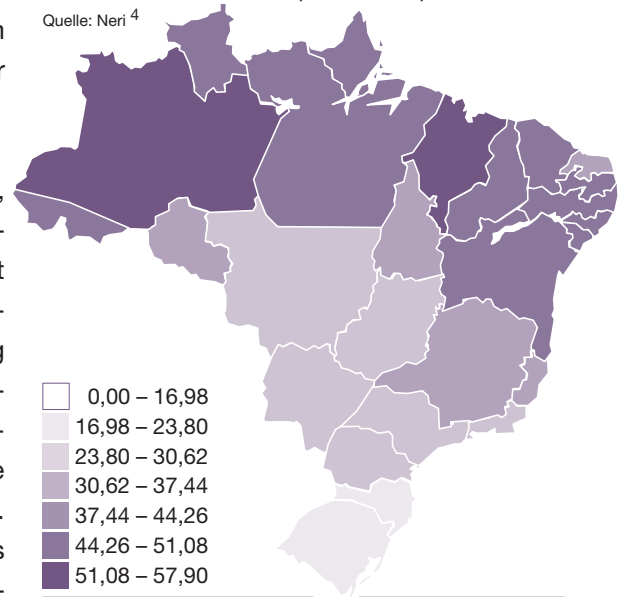 Quelle: Neri 4
0,00 – 16,98
16,98 – 23,80
23,80 – 30,62
30,62 – 37,44
37,44 – 44,26
44,26 – 51,08
51,08 – 57,90